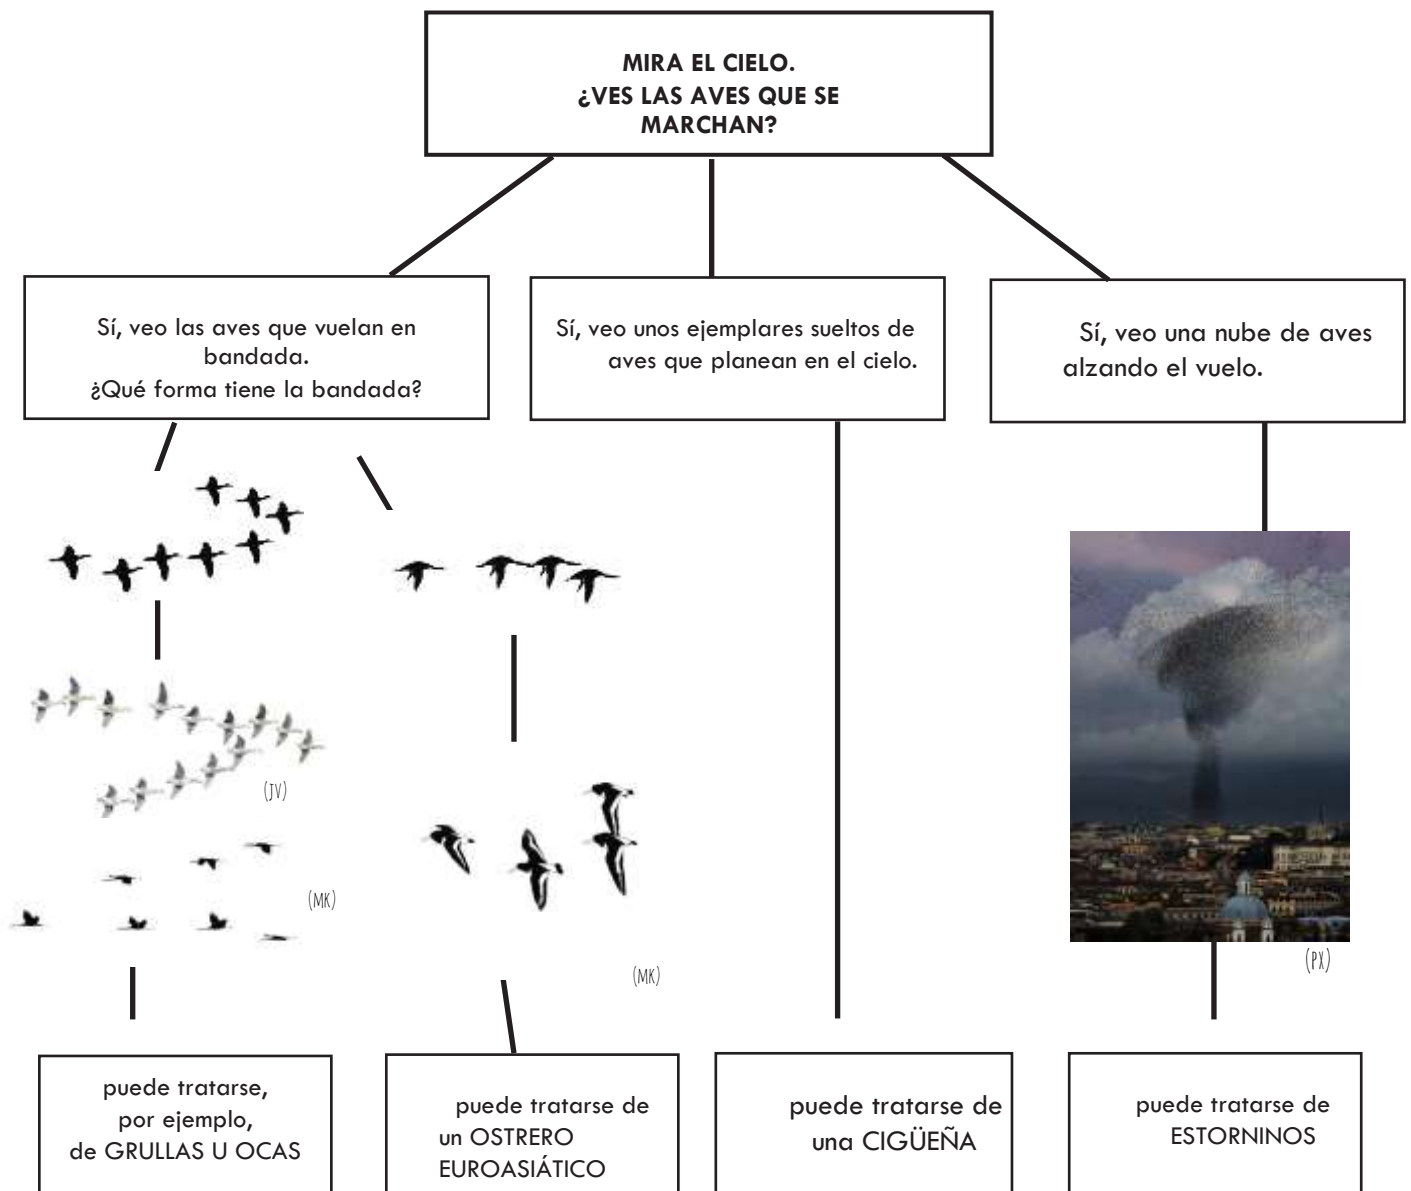 MIRA EL CIELO.
¿VES LAS AVES QUE SE
MARCHAN?
Sí, veo las aves que vuelan en
bandada.
¿Qué forma tiene la bandada?
Sí, veo unos ejemplares sueltos de
aves que planean en el cielo.
Sí, veo una nube de aves
alzando el vuelo.
(JV)
(MK)
(MK)
(PX)
puede tratarse,
por ejemplo,
de GRULLAS U OCAS
puede tratarse de
un OSTRERO
EUROASIÁTICO
puede tratarse de
una CIGÜEÑA
puede tratarse de
ESTORNINOS